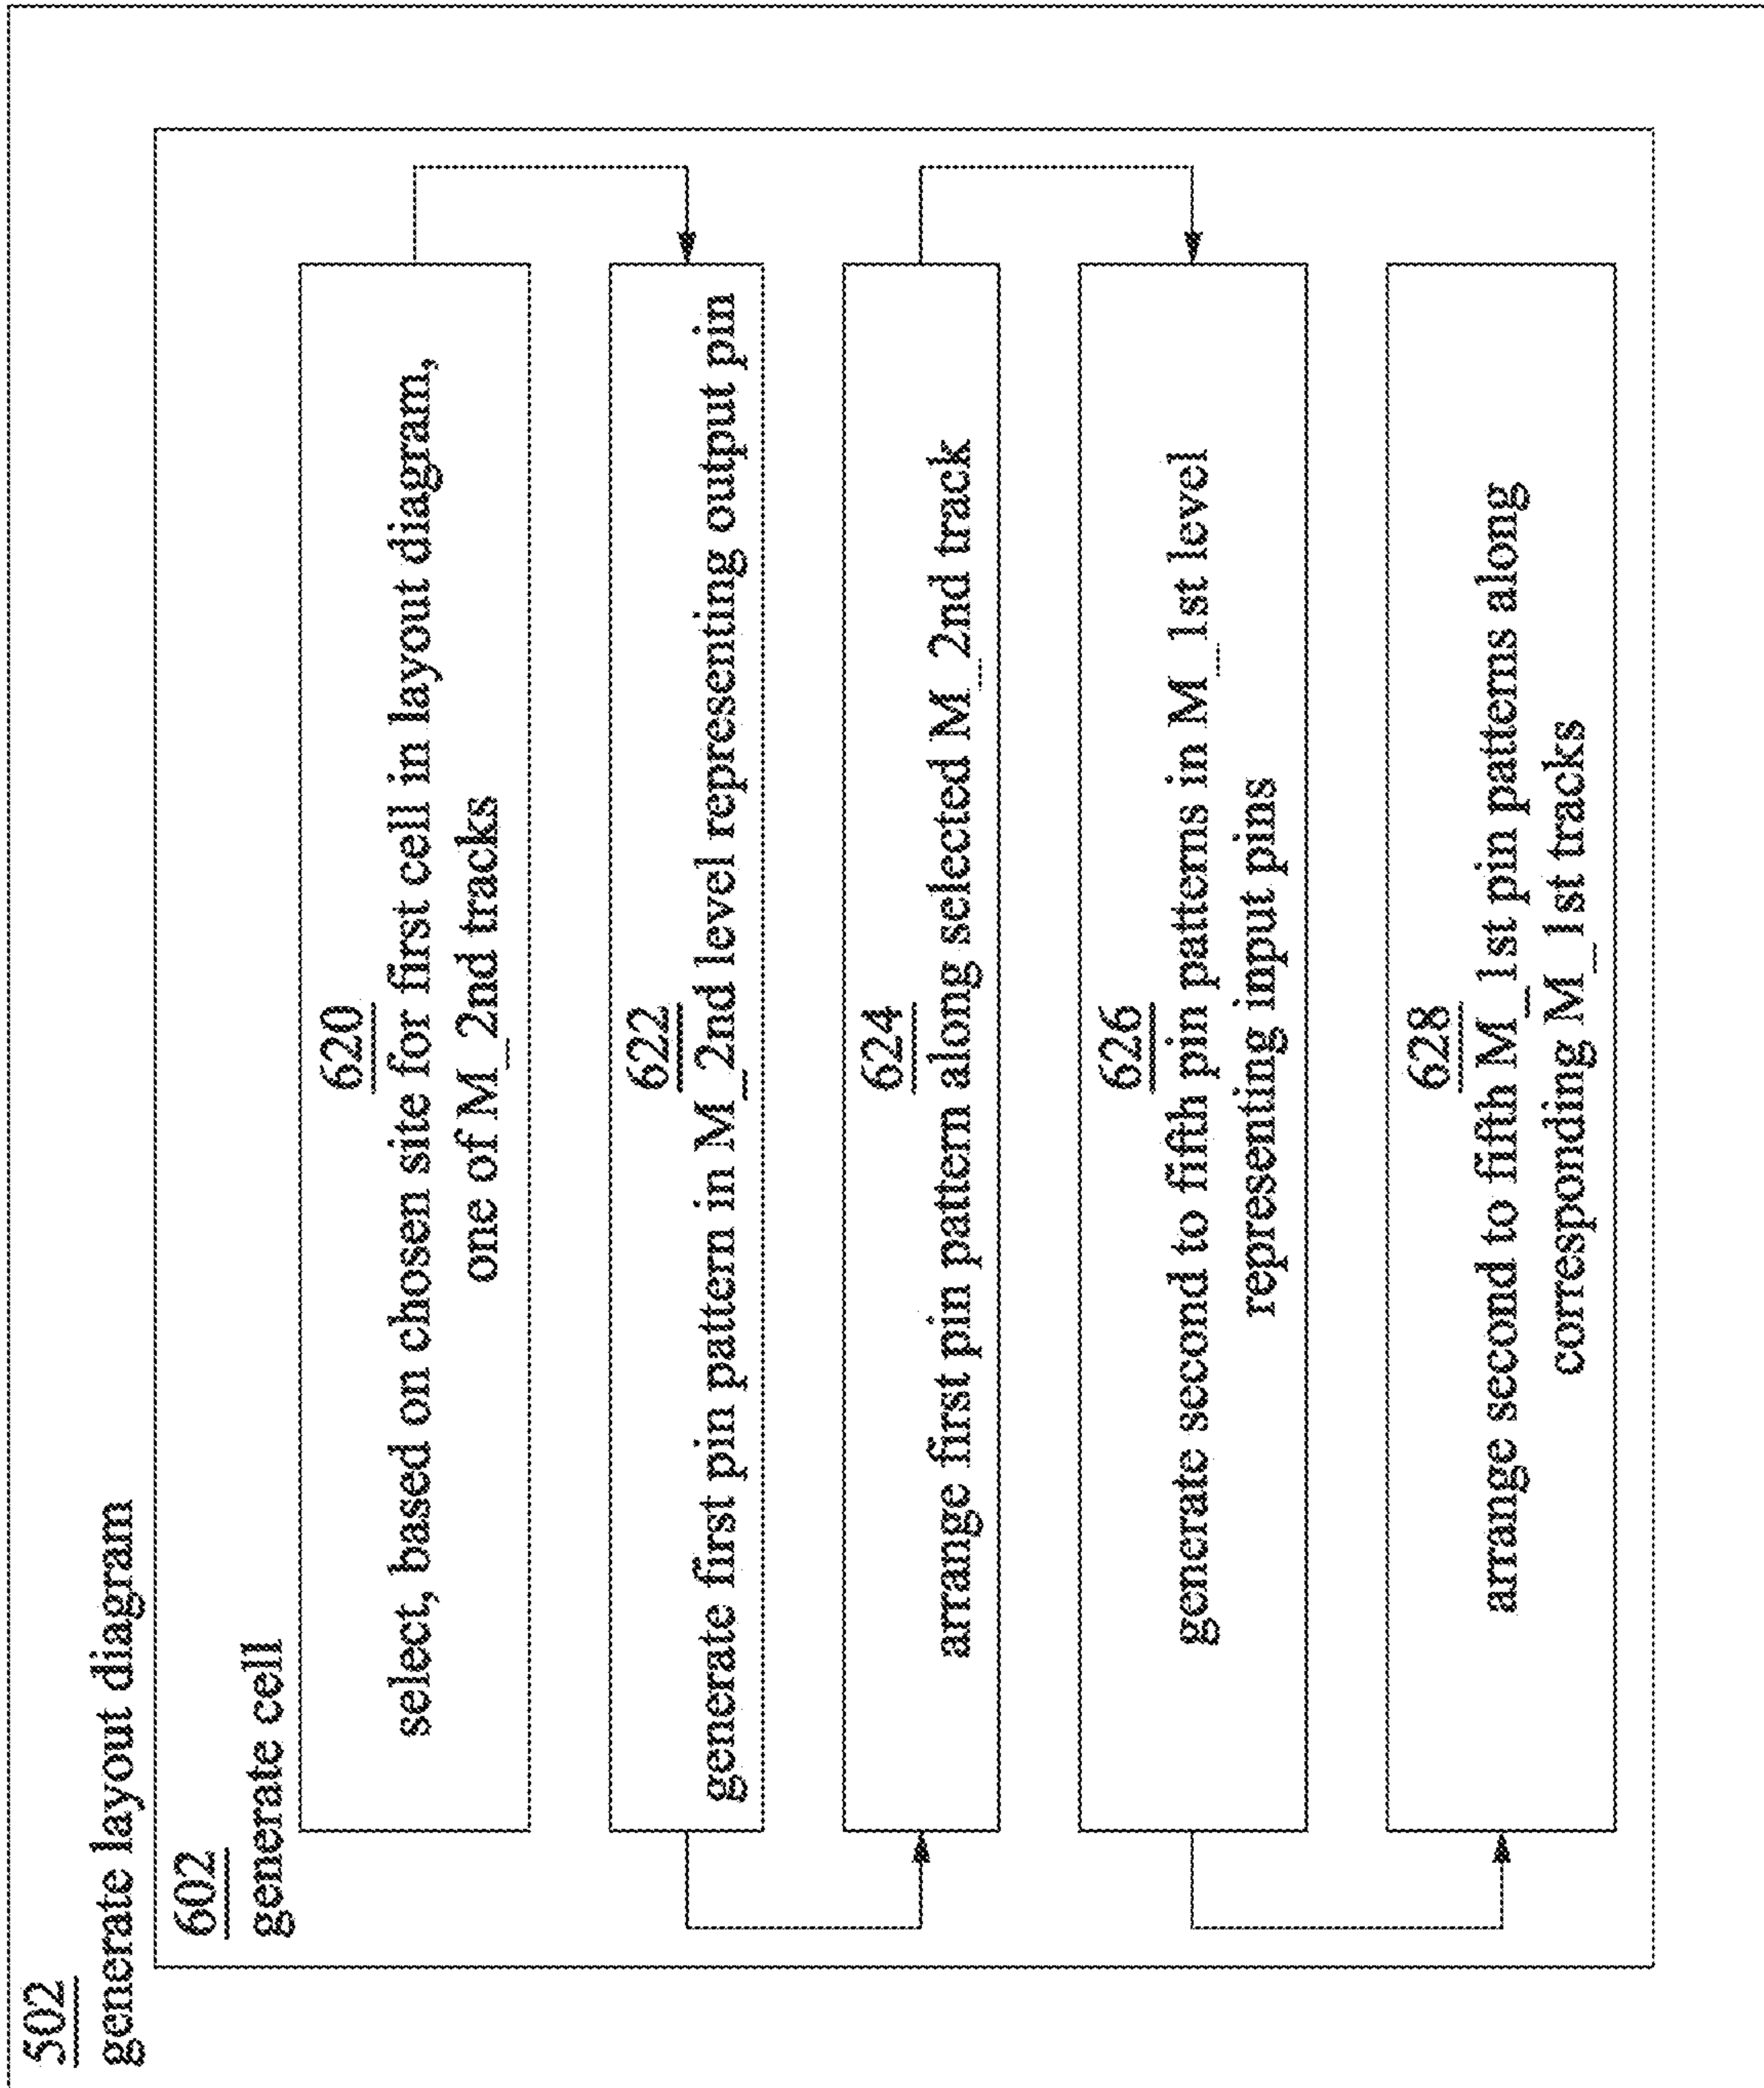 502
generate layout diagram
602
generate cell
620
select, based on chosen site for first cell in layout diagram,
one of M_2nd tracks
622
generate first pin pattern in M_2nd level representing output pin
624
arrange first pin pattern along selected M_2nd track
626
generate second to fifth pin patterns in M_1st level
representing input pins
628
arrange second to fifth M_1st pin patterns along
corresponding M_1st tracks